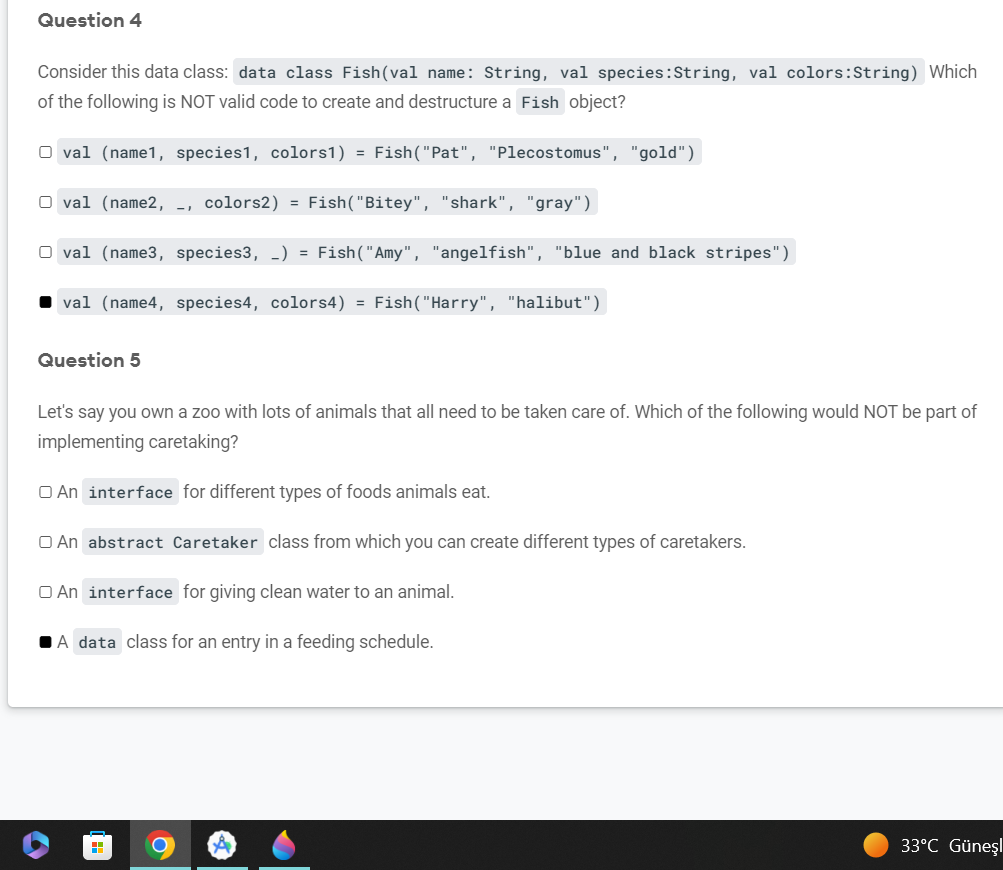 Question 4
Consider this data class: data class Fish(val name: String, val species:String, val colors:String) Which
of the following is NOT valid code to create and destructure a Fish object?
val (name1, species1, colors1) = Fish("Pat", "Plecostomus", "gold")
val (name2, _, colors2) = Fish("Bitey", "shark", "gray")
val (name3, species3, _) = Fish("Amy", "angelfish", "blue and black stripes")
val (name4, species4, colors4) = Fish("Harry", "halibut")
Question 5
Let's say you own a zoo with lots of animals that all need to be taken care of. Which of the following would NOT be part of
implementing caretaking?
An interface for different types of foods animals eat.
An abstract Caretaker class from which you can create different types of caretakers.
An interface for giving clean water to an animal.
A data class for an entry in a feeding schedule.
33°C Güneşl